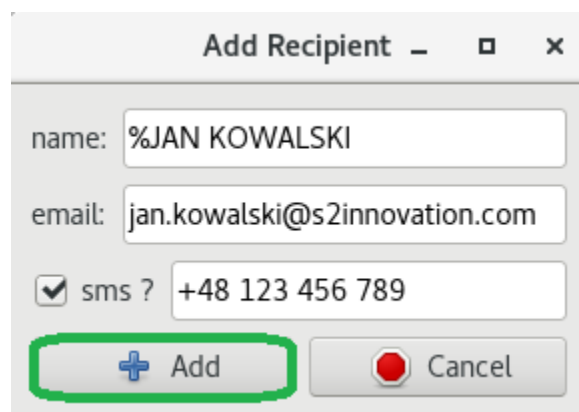 Add Recipient
name: %JAN KOWALSKI
email: jan.kowalski@s2innovation.com
sms ? +48 123 456 789
Add Cancel